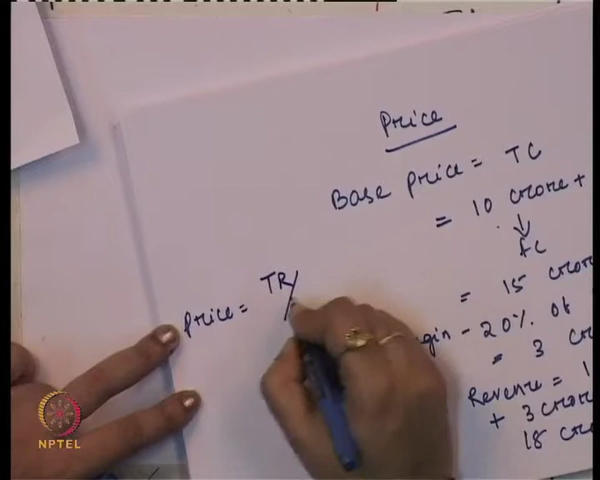 Price
Base price = TC
= 10 crore +
↓
fc
= 15 crore
gin - 20% of
= 3 cr
Revenue = 1
+ 3 crore
18 cro
Price = TR/
NPTEL